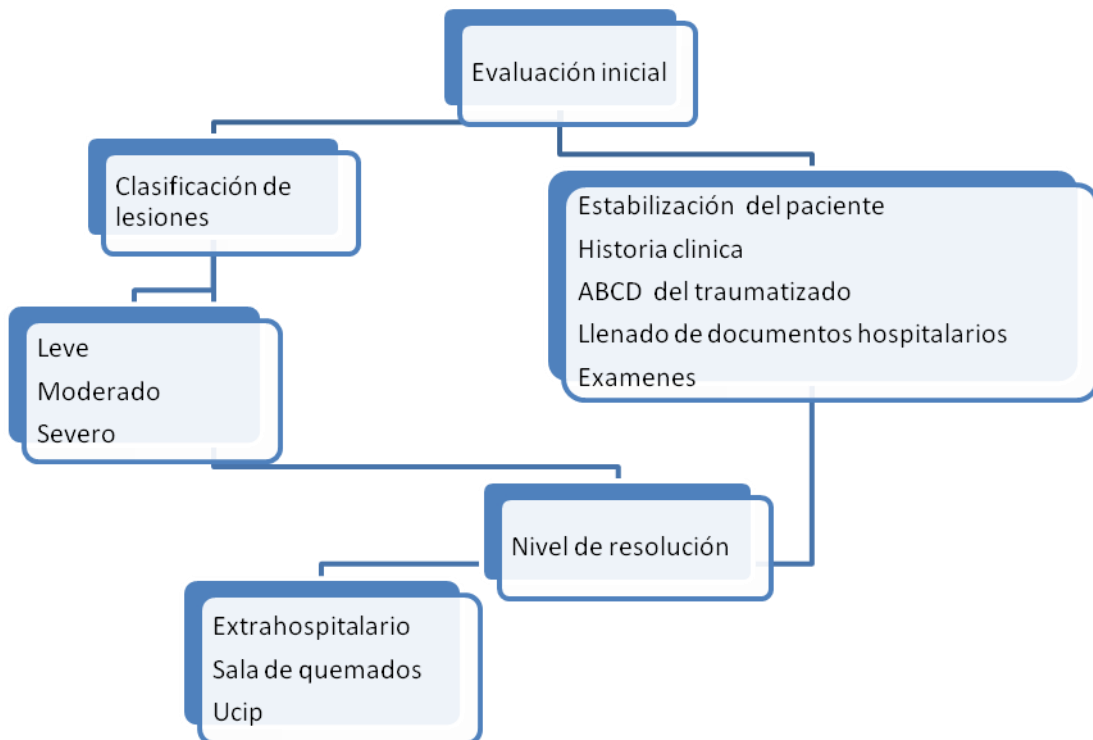 Evaluación inicial
Clasificación de
lesiones
Estabilización del paciente
Historia clinica
ABCD del traumatizado
Llenado de documentos hospitalarios
Examenes
Leve
Moderado
Severo
Nivel de resolución
Extrahospitalario
Sala de quemados
Ucip